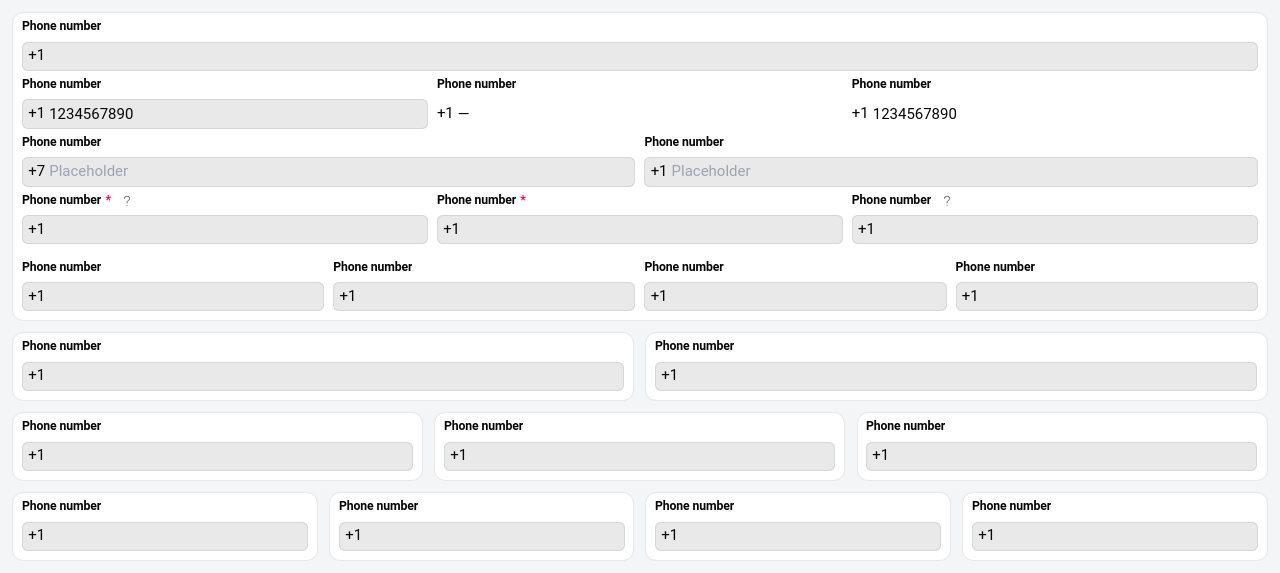 Phone number
+1
Phone number Phone number Phone number
+1 1234567890 +1 — +1 1234567890
Phone number Phone number
+7 Placeholder +1 Placeholder
Phone number * ? Phone number * Phone number ?
+1 +1 +1
Phone number Phone number Phone number Phone number
+1 +1 +1 +1
Phone number Phone number
+1 +1
Phone number Phone number Phone number
+1 +1 +1
Phone number Phone number Phone number Phone number
+1 +1 +1 +1